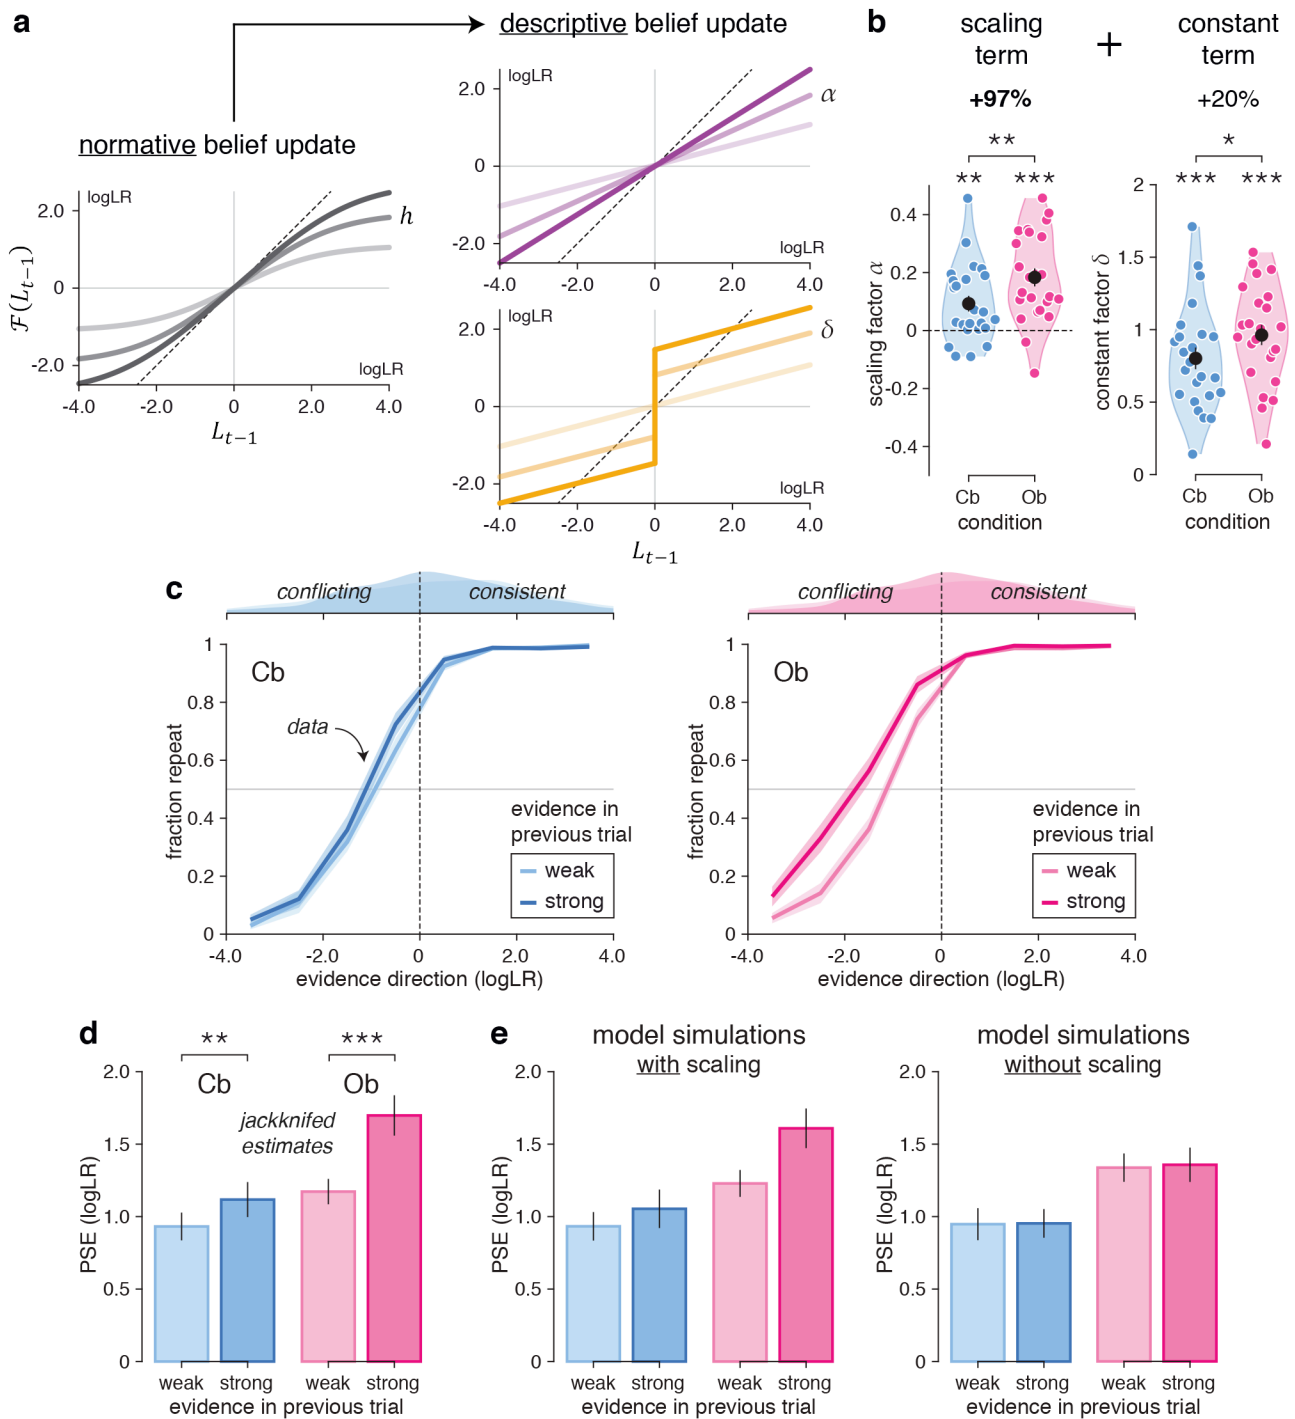 a
descriptive belief update
normative belief update
logLR
2.0
0
-2.0
-4.0
-2.0
0
2.0
4.0
logLR
h
F(Lt−1)
Lt−1
logLR
2.0
0
-2.0
-4.0
-2.0
0
2.0
4.0
logLR
α
logLR
2.0
0
-2.0
-4.0
-2.0
0
2.0
4.0
logLR
δ
Lt−1
b
scaling
term
+
constant
term
+97%
+20%
**
** ***
0.4
0.2
0
-0.2
-0.4
scaling factor α
Cb Ob
condition
*
*** ***
2
1.5
1
0.5
0
constant factor δ
Cb Ob
condition
c
conflicting consistent
Cb
data
1
0.8
0.6
0.4
0.2
0
fraction repeat
evidence in
previous trial
weak
strong
-4.0 -2.0 0 2.0 4.0
evidence direction (logLR)
conflicting consistent
Ob
1
0.8
0.6
0.4
0.2
0
fraction repeat
evidence in
previous trial
weak
strong
-4.0 -2.0 0 2.0 4.0
evidence direction (logLR)
d
** ***
Cb Ob
jackknifed
estimates
2.0
1.5
1.0
0.5
0
PSE (logLR)
weak strong weak strong
evidence in previous trial
e
model simulations
with scaling
2.0
1.5
1.0
0.5
0
PSE (logLR)
weak strong weak strong
evidence in previous trial
model simulations
without scaling
2.0
1.5
1.0
0.5
0
PSE (logLR)
weak strong weak strong
evidence in previous trial